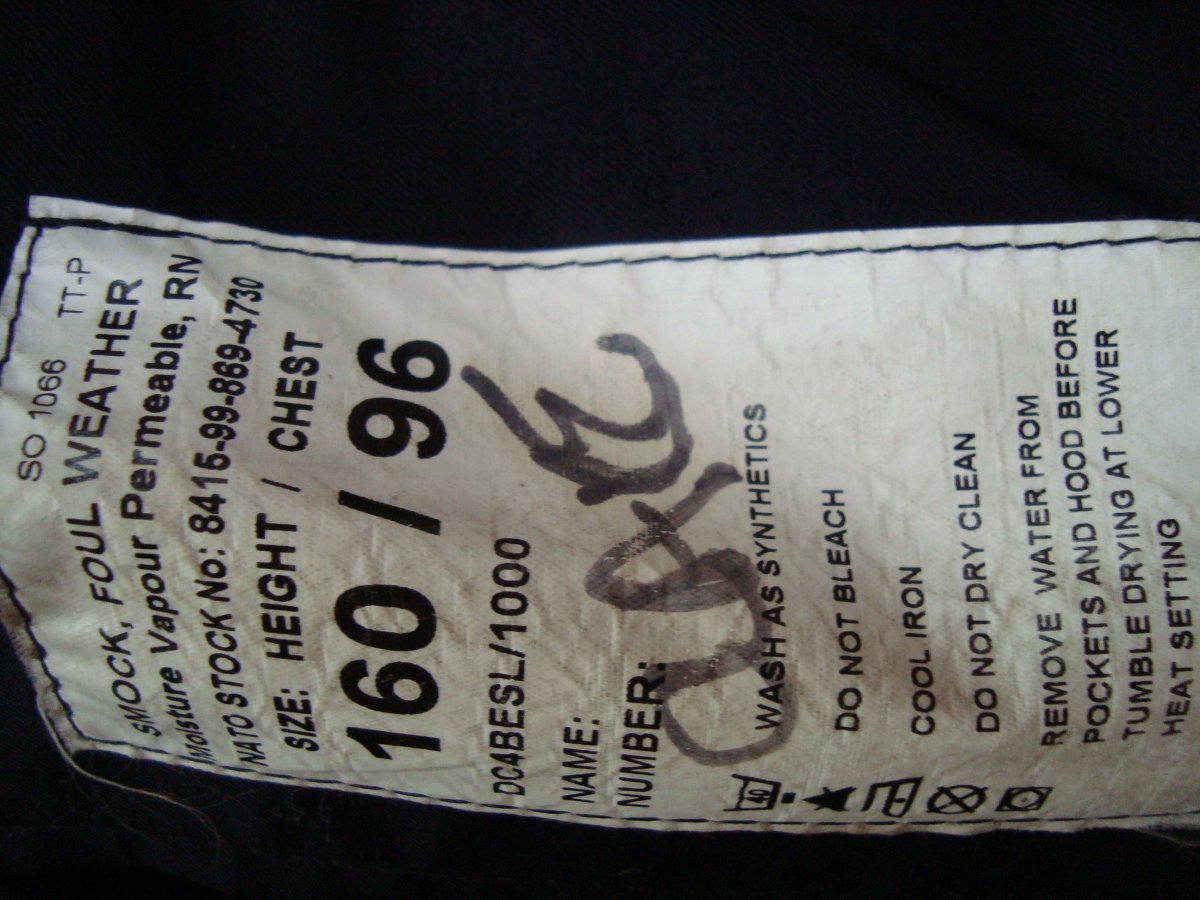 SO 1066 TT-P
SMOCK, FOUL WEATHER
Moisture Vapour Permeable, RN
NATO STOCK No: 8415-99-869-4730
SIZE: HEIGHT / CHEST
160 / 96
DC4BESL/1000
NAME:
NUMBER:
40
WASH AS SYNTHETICS
DO NOT BLEACH
COOL IRON
DO NOT DRY CLEAN
REMOVE WATER FROM
POCKETS AND HOOD BEFORE
TUMBLE DRYING AT LOWER
HEAT SETTING